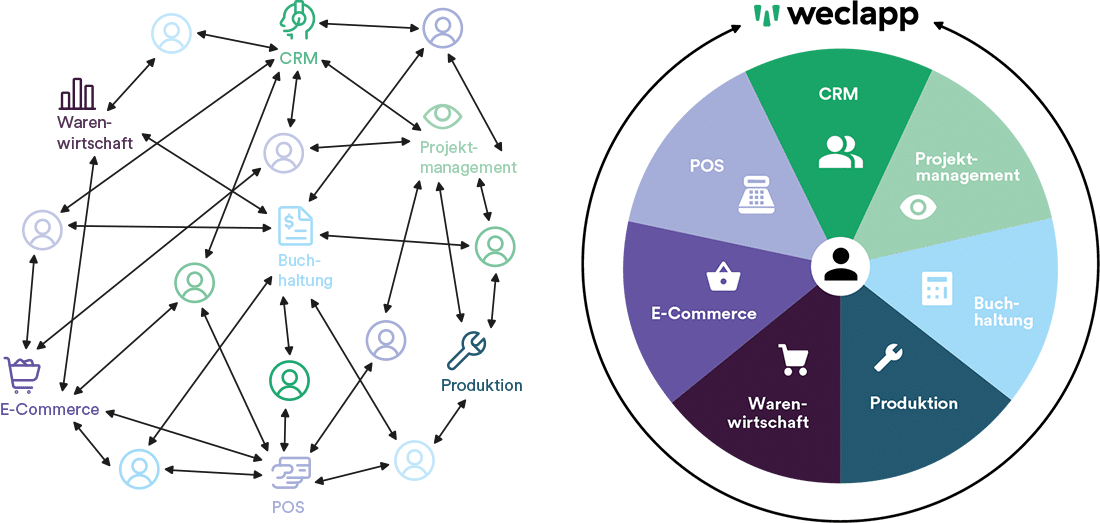 CRM
Waren-
wirtschaft
Projekt-
management
Buch-
haltung
$
E-Commerce
Produktion
POS
weclapp
CRM
Projekt-
management
POS
Buch-
haltung
E-Commerce
Waren-
wirtschaft
Produktion